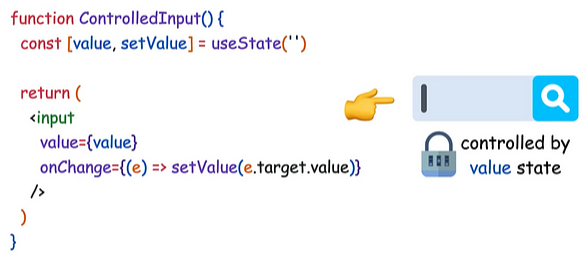 function ControlledInput() {
const [value, setValue] = useState('')
return (
<input
value={value}
onChange={(e) => setValue(e.target.value)}
/>
)
}
controlled by
value state